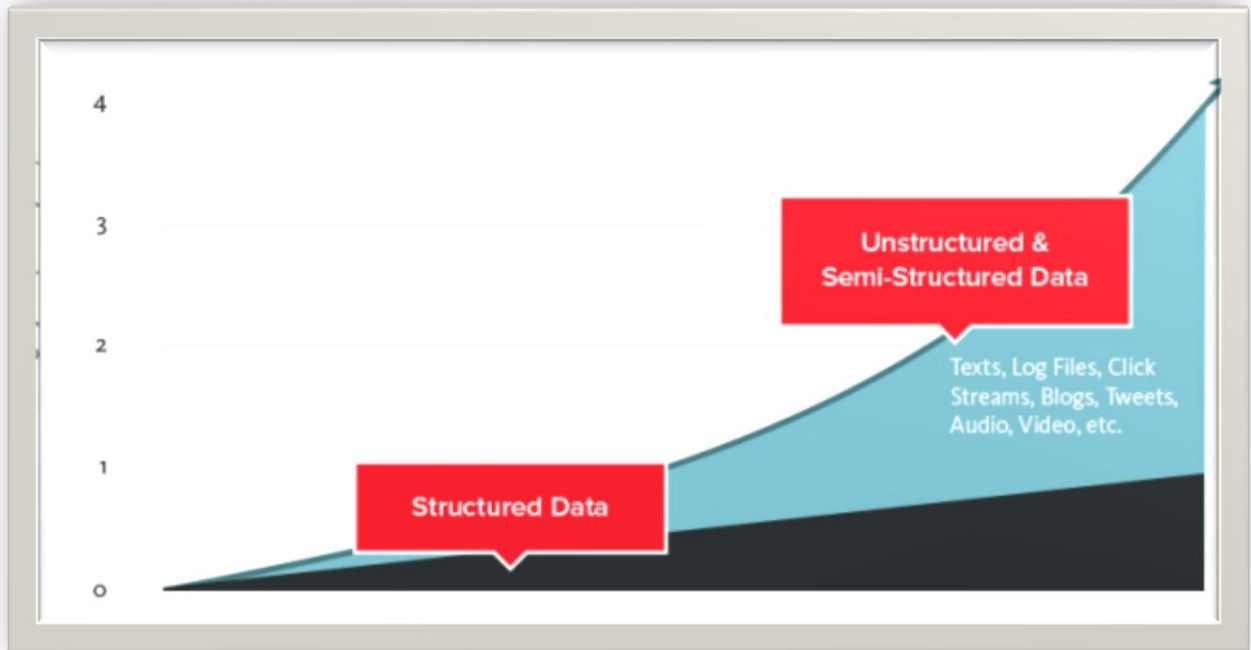 4
3
2
1
0
Unstructured &
Semi-Structured Data
Texts, Log Files, Click
Streams, Blogs, Tweets,
Audio, Video, etc.
Structured Data